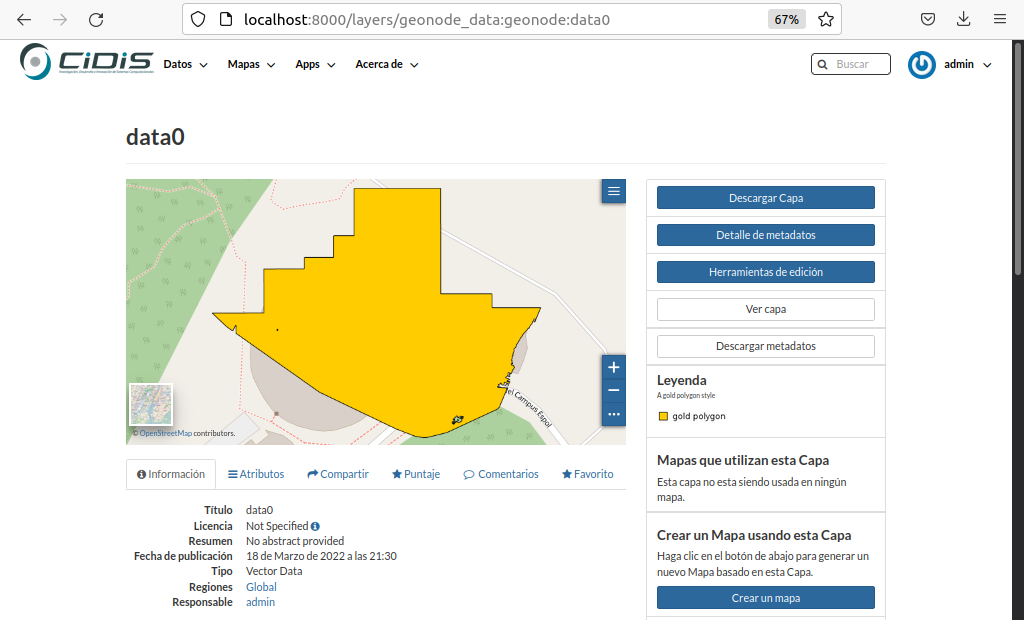 localhost:8000/layers/geonode_data:geonode:data0
67%
CIDIS
Datos
Mapas
Apps
Acerca de
Buscar
admin
data0
el Campus Espol
© OpenStreetMap contributors.
Información
Atributos
Compartir
Puntaje
Comentarios
Favorito
Título data0
Licencia Not Specified
Resumen No abstract provided
Fecha de publicación 18 de Marzo de 2022 a las 21:30
Tipo Vector Data
Regiones Global
Responsable admin
Descargar Capa
Detalle de metadatos
Herramientas de edición
Ver capa
Descargar metadatos
Leyenda
A gold polygon style
gold polygon
Mapas que utilizan esta Capa
Esta capa no esta siendo usada en ningún
mapa.
Crear un Mapa usando esta Capa
Haga clic en el botón de abajo para generar un
nuevo Mapa basado en esta Capa.
Crear un mapa